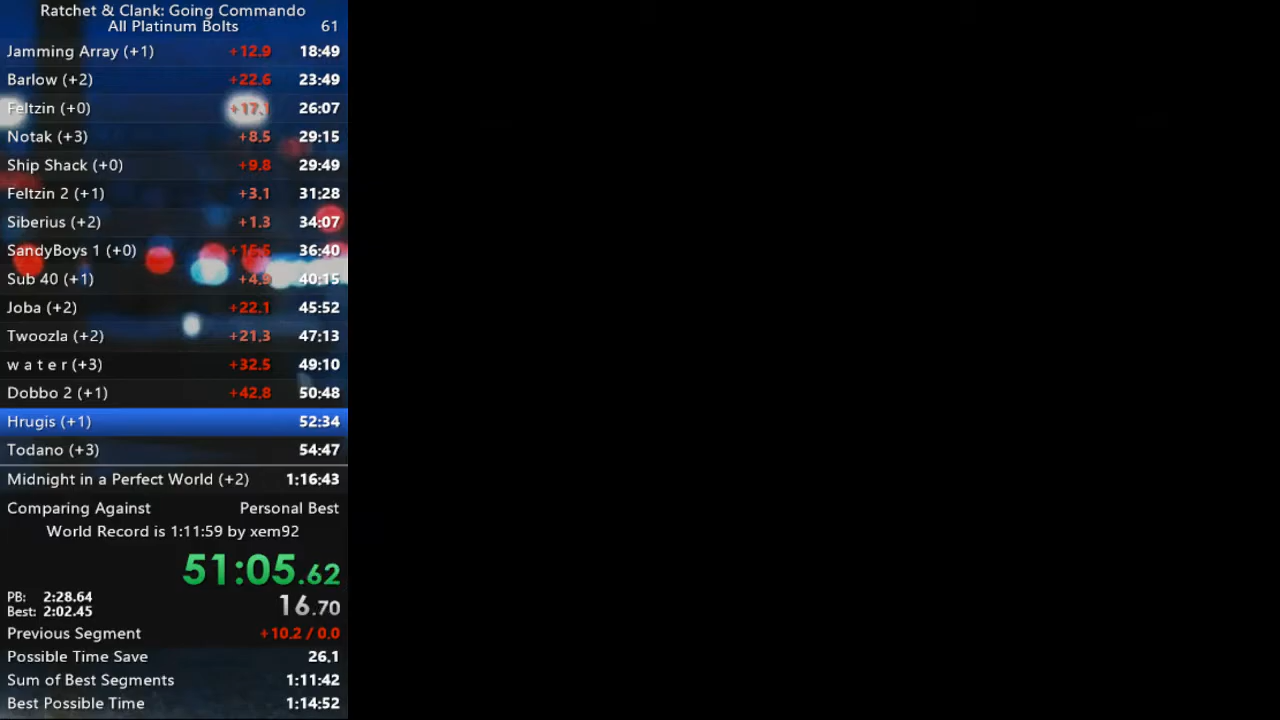 Ratchet & Clank: Going Commando
All Platinum Bolts 61
Jamming Array (+1) +12.9 18:49
Barlow (+2) +22.6 23:49
Feltzin (+0) +17.1 26:07
Notak (+3) +8.5 29:15
Ship Shack (+0) +9.8 29:49
Feltzin 2 (+1) +3.1 31:28
Siberius (+2) +1.3 34:07
SandyBoys 1 (+0) +15.5 36:40
Sub 40 (+1) +4.9 40:15
Joba (+2) +22.1 45:52
Twoozla (+2) +21.3 47:13
w a t e r (+3) +32.5 49:10
Dobbo 2 (+1) +42.8 50:48
Hrugis (+1) 52:34
Todano (+3) 54:47
Midnight in a Perfect World (+2) 1:16:43
Comparing Against Personal Best
World Record is 1:11:59 by xem92
51:05.62
PB: 2:28.64
Best: 2:02.45
16.70
Previous Segment +10.2 / 0.0
Possible Time Save 26.1
Sum of Best Segments 1:11:42
Best Possible Time 1:14:52